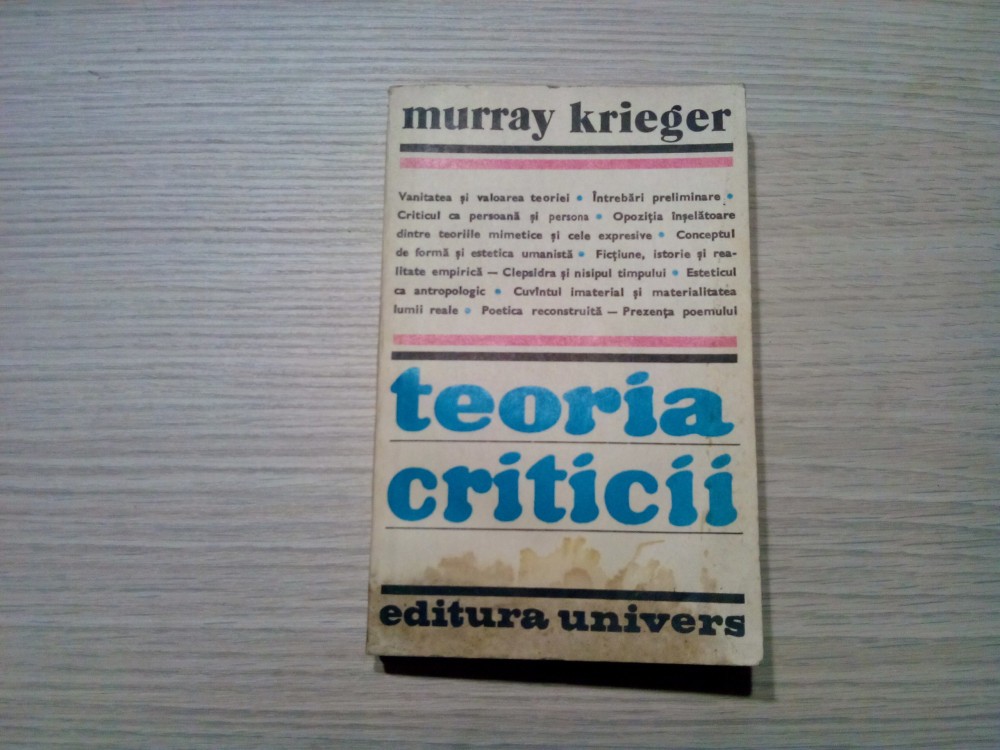 murray krieger
Vanitatea și valoarea teoriei • Întrebări preliminare •
Criticul ca persoană și persona • Opoziția înșelătoare
dintre teoriile mimetice și cele expresive • Conceptul
de formă și estetica umanistă • Ficțiune, istorie și rea-
litate empirică — Clepsidra și nisipul timpului • Esteticul
ca antropologic • Cuvîntul imaterial și materialitatea
lumii reale • Poetica reconstruită — Prezența poemului
teoria
criticii
editura univers